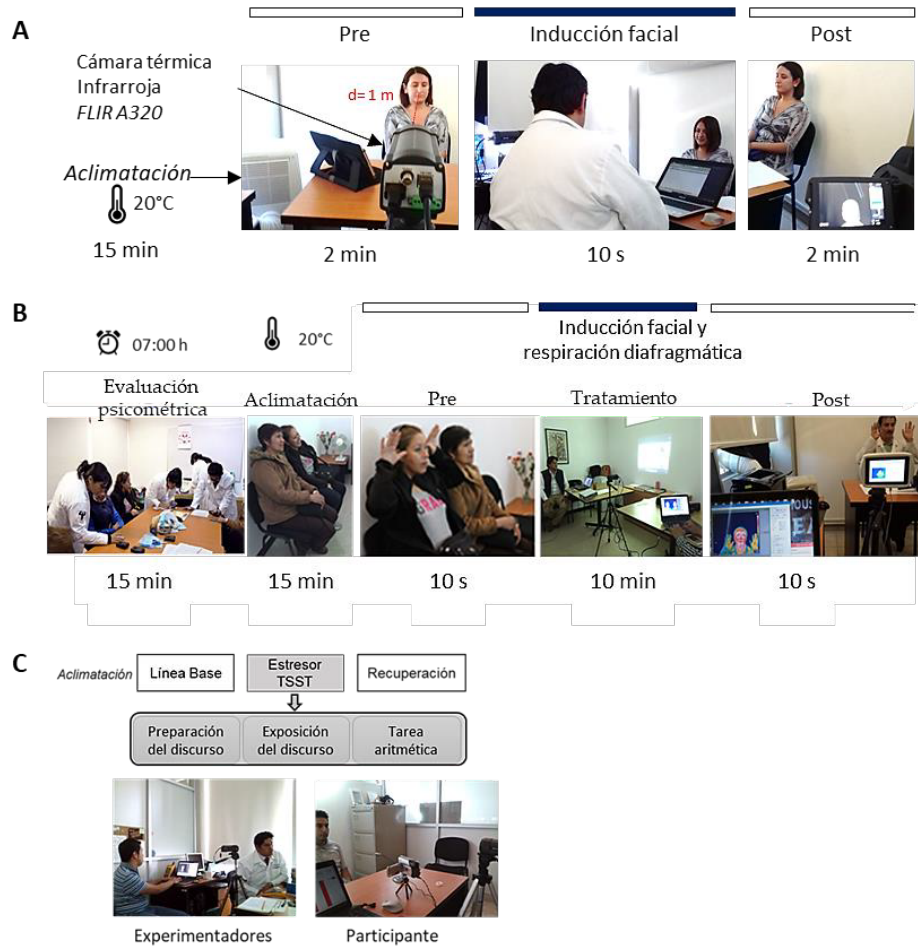 A
Pre
Inducción facial
Post
Cámara térmica
Infrarroja
FLIR A320
d= 1 m
Aclimatación
20°C
15 min
2 min
10 s
2 min
B
07:00 h
20°C
Inducción facial y
respiración diafragmática
Evaluación
psicométrica
Aclimatación
Pre
Tratamiento
Post
15 min
15 min
10 s
10 min
10 s
C
Aclimatación
Línea Base
Estresor
TSST
Recuperación
Preparación
del discurso
Exposición
del discurso
Tarea
aritmética
Experimentadores
Participante